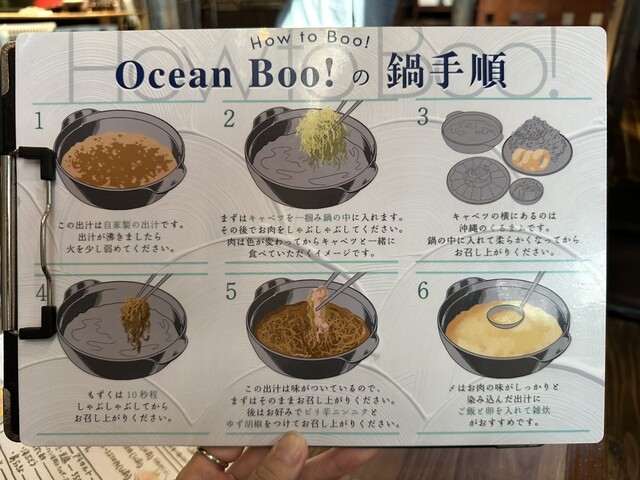 How to Boo!
Ocean Boo! の 鍋手順
1
この出汁は自家製の出汁です。
出汁が沸きましたら
火を少し弱めてください。
2
まずはキャベツを一掴み鍋の中に入れます。
その後でお肉をしゃぶしゃぶしてください。
肉は色が変わってからキャベツと一緒に
食べていただくイメージです。
3
キャベツの横にあるのは
沖縄のくるまふです。
鍋の中に入れて柔らかくなってから
お召し上がりください。
4
もずくは10秒程
しゃぶしゃぶしてから
お召し上がりください。
5
この出汁は味がついているので、
まずはそのままお召し上がりください。
後はお好みでピリ辛ニンニクと
ゆず胡椒をつけてお召し上がりください。
6
〆はお肉の味がしっかりと
染み込んだ出汁に
ご飯と卵を入れて雑炊
がおすすめです。